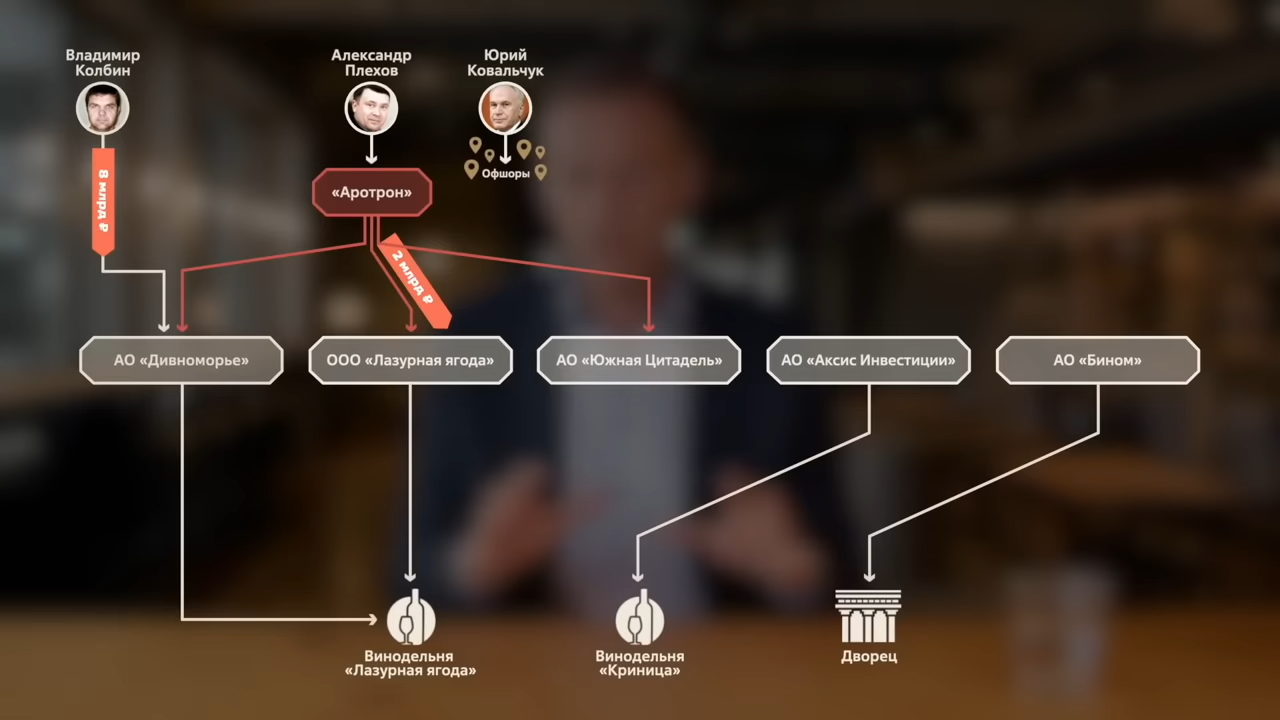 Владимир
Колбин
Александр
Плехов
Юрий
Ковальчук
8 млрд ₽
«Аротрон»
Офшоры
2 млрд ₽
АО «Дивноморье»
ООО «Лазурная ягода»
АО «Южная Цитадель»
АО «Аксис Инвестиции»
АО «Бином»
Винодельня
«Лазурная ягода»
Винодельня
«Криница»
Дворец